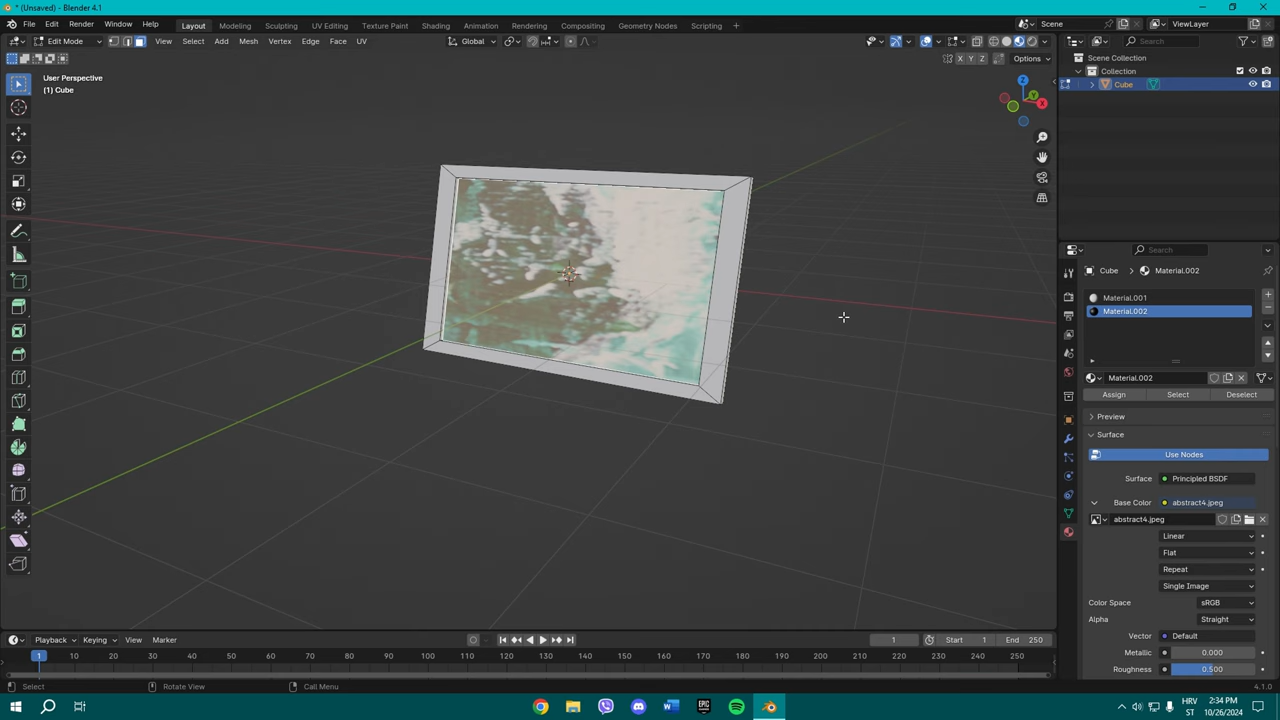 * (Unsaved) - Blender 4.1
File Edit Render Window Help Layout Modeling Sculpting UV Editing Texture Paint Shading Animation Rendering Compositing Geometry Nodes Scripting + Scene ViewLayer
Edit Mode View Select Add Mesh Vertex Edge Face UV Global Search
X Y Z Options
Scene Collection
Collection
Cube
User Perspective
(1) Cube
Z
Y
X
Search
Cube > Material.002
Material.001
Material.002
Material.002
Assign Select Deselect
Preview
Surface
Use Nodes
Surface Principled BSDF
Base Color abstract4.jpeg
abstract4.jpeg
Linear
Flat
Repeat
Single Image
Color Space sRGB
Alpha Straight
Vector Default
Metallic 0.000
Roughness 0.500
Playback Keying View Marker 1 Start 1 End 250
1 10 20 30 40 50 60 70 80 90 100 110 120 130 140 150 160 170 180 190 200 210 220 230 240 250
Select Rotate View Call Menu 4.1.0
HRV 2:34 PM
ST 10/26/2024